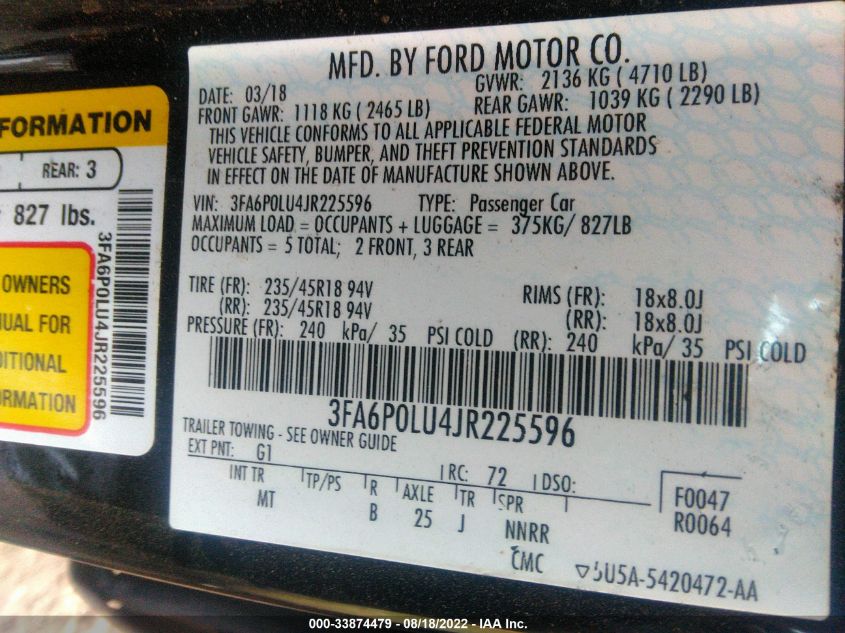 FORMATION
REAR: 3
827 lbs.
OWNERS
UAL FOR
DITIONAL
ORMATION
3FA6P0LU4JR225596
MFD. BY FORD MOTOR CO.
DATE: 03/18 GVWR: 2136 KG ( 4710 LB)
FRONT GAWR: 1118 KG ( 2465 LB) REAR GAWR: 1039 KG ( 2290 LB)
THIS VEHICLE CONFORMS TO ALL APPLICABLE FEDERAL MOTOR
VEHICLE SAFETY, BUMPER, AND THEFT PREVENTION STANDARDS
IN EFFECT ON THE DATE OF MANUFACTURE SHOWN ABOVE.
VIN: 3FA6P0LU4JR225596 TYPE: Passenger Car
MAXIMUM LOAD = OCCUPANTS + LUGGAGE = 375KG/ 827LB
OCCUPANTS = 5 TOTAL; 2 FRONT, 3 REAR
TIRE (FR): 235/45R18 94V RIMS (FR): 18x8.0J
(RR): 235/45R18 94V (RR): 18x8.0J
PRESSURE (FR): 240 kPa/ 35 PSI COLD (RR): 240 kPa/ 35 PSI COLD
3FA6P0LU4JR225596
TRAILER TOWING - SEE OWNER GUIDE
EXT PNT: G1 RC: 72 DSO:
INT TR TP/PS R AXLE TR SPR F0047
MT B 25 J NNRR R0064
CMC
5U5A-5420472-AA
000-33874479 - 08/18/2022 - IAA Inc.